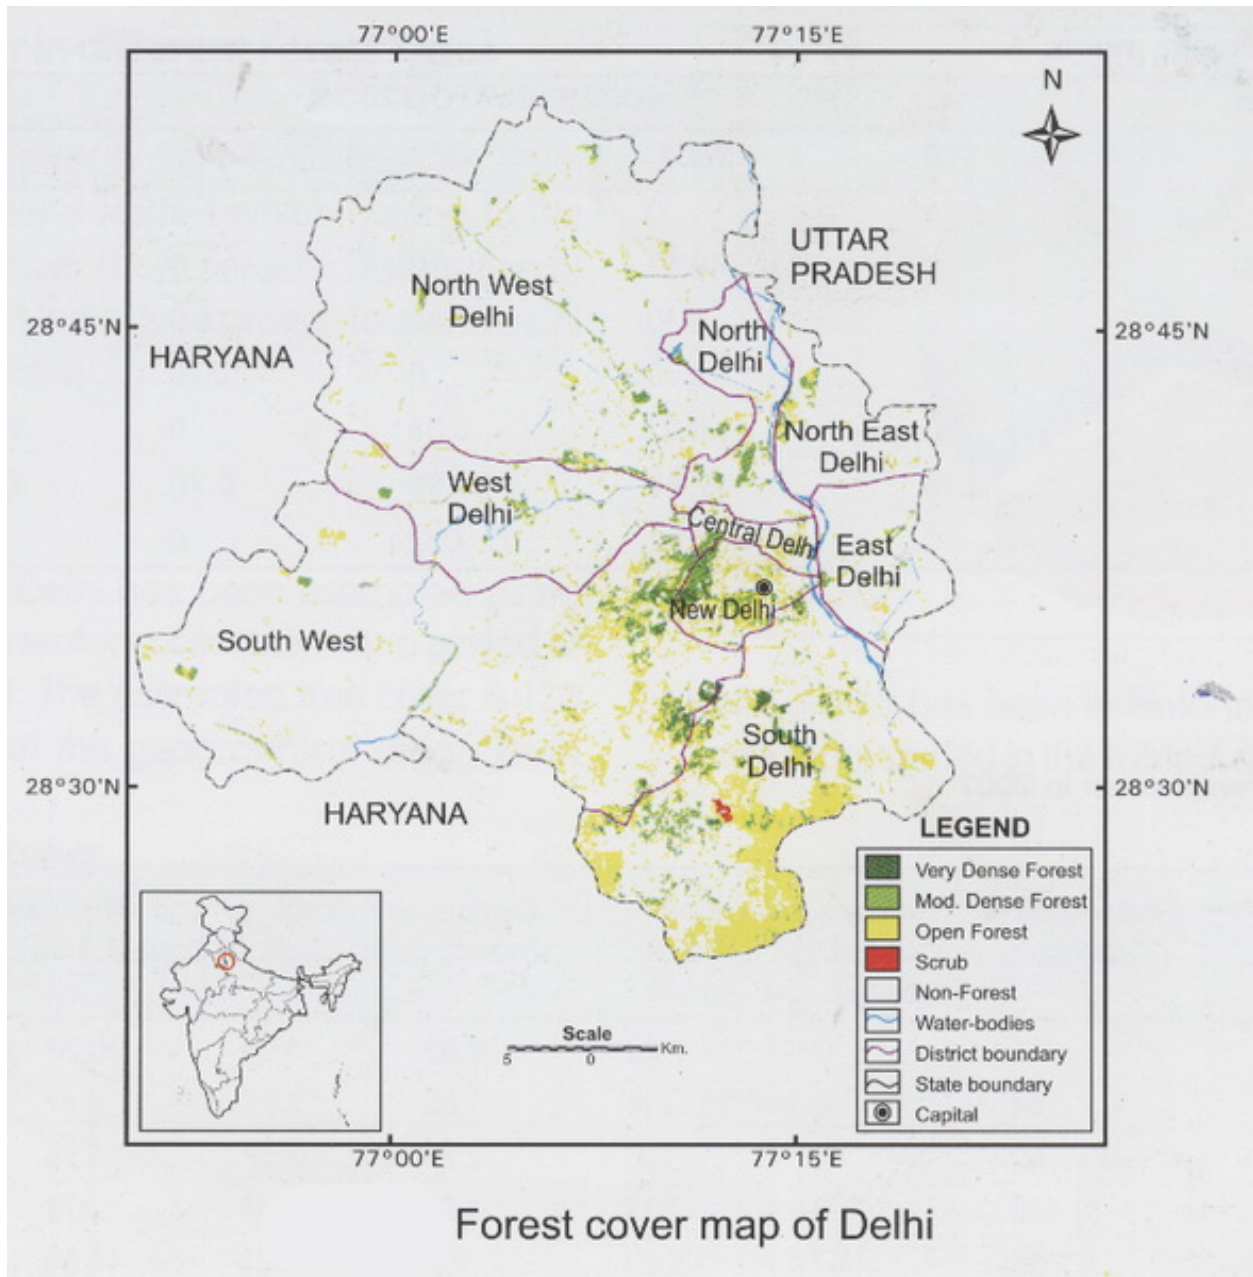 77°00'E
77°15'E
N
UTTAR
PRADESH
North West
Delhi
28°45'N
North
Delhi
28°45'N
HARYANA
North East
Delhi
West
Delhi
Central Delhi
East
Delhi
New Delhi
South West
South
Delhi
28°30'N
28°30'N
HARYANA
LEGEND
Very Dense Forest
Mod. Dense Forest
Open Forest
Scrub
Non-Forest
Water-bodies
District boundary
State boundary
Capital
Scale
5
0
Km.
77°00'E
77°15'E
Forest cover map of Delhi